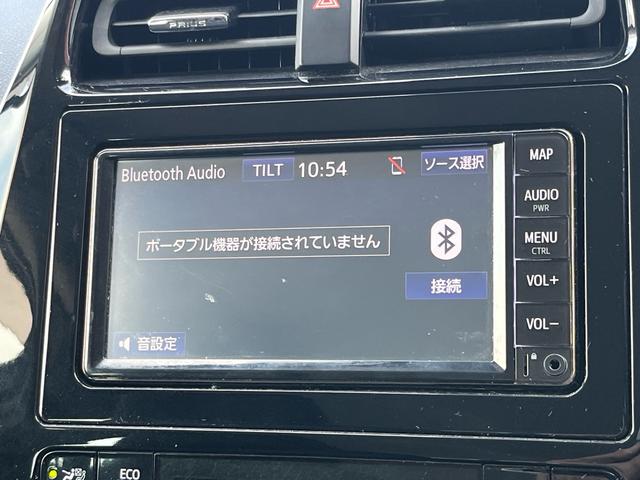 PRIUS
Bluetooth Audio TILT 10:54 ソース選択
ポータブル機器が接続されていません
接続
音設定
MAP
AUDIO
PWR
MENU
CTRL
VOL+
VOL-
ECO